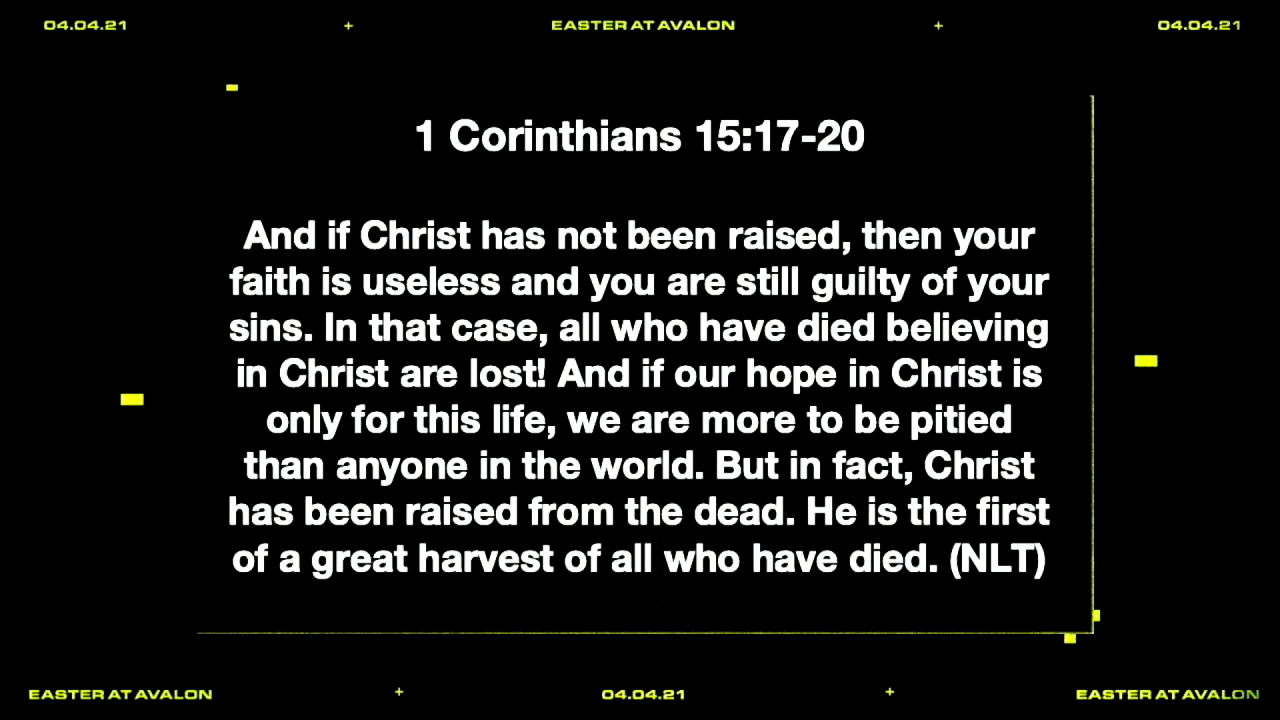 04.04.21 + EASTER AT AVALON + 04.04.21
1 Corinthians 15:17-20
And if Christ has not been raised, then your
faith is useless and you are still guilty of your
sins. In that case, all who have died believing
in Christ are lost! And if our hope in Christ is
only for this life, we are more to be pitied
than anyone in the world. But in fact, Christ
has been raised from the dead. He is the first
of a great harvest of all who have died. (NLT)
EASTER AT AVALON + 04.04.21 + EASTER AT AVALON